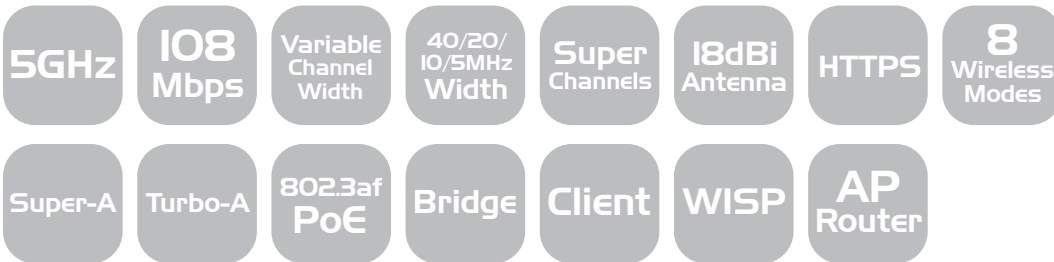 5GHz
108
Mbps
Variable
Channel
Width
40/20/
10/5MHz
Width
Super
Channels
18dBi
Antenna
HTTPS
8
Wireless
Modes
Super-A
Turbo-A
802.3af
PoE
Bridge
Client
WISP
AP
Router